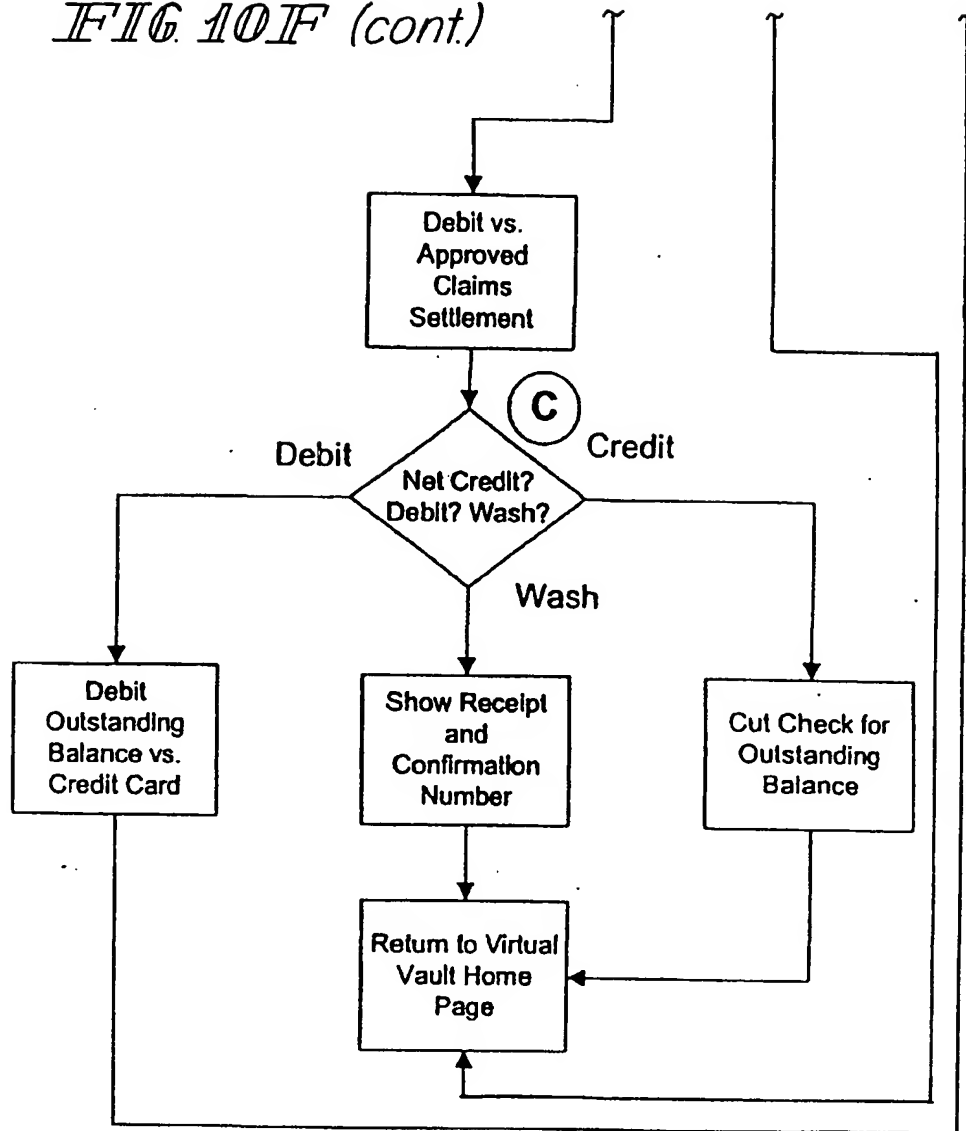 FIG. 10F (cont.)
Debit vs.
Approved
Claims
Settlement
C
Debit
Credit
Net Credit?
Debit? Wash?
Wash
Debit
Outstanding
Balance vs.
Credit Card
Show Receipt
and
Confirmation
Number
Cut Check for
Outstanding
Balance
Return to Virtual
Vault Home
Page